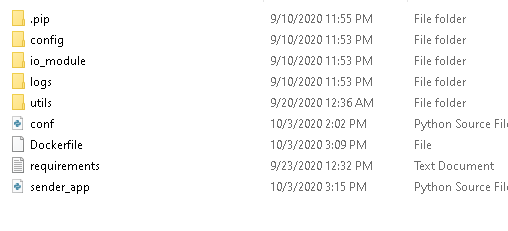 .pip 9/10/2020 11:55 PM File folder
config 9/10/2020 11:53 PM File folder
io_module 9/10/2020 11:53 PM File folder
logs 9/10/2020 11:53 PM File folder
utils 9/20/2020 12:36 AM File folder
conf 10/3/2020 2:02 PM Python Source File
Dockerfile 10/3/2020 3:09 PM File
requirements 9/23/2020 12:32 PM Text Document
sender_app 10/3/2020 3:15 PM Python Source File